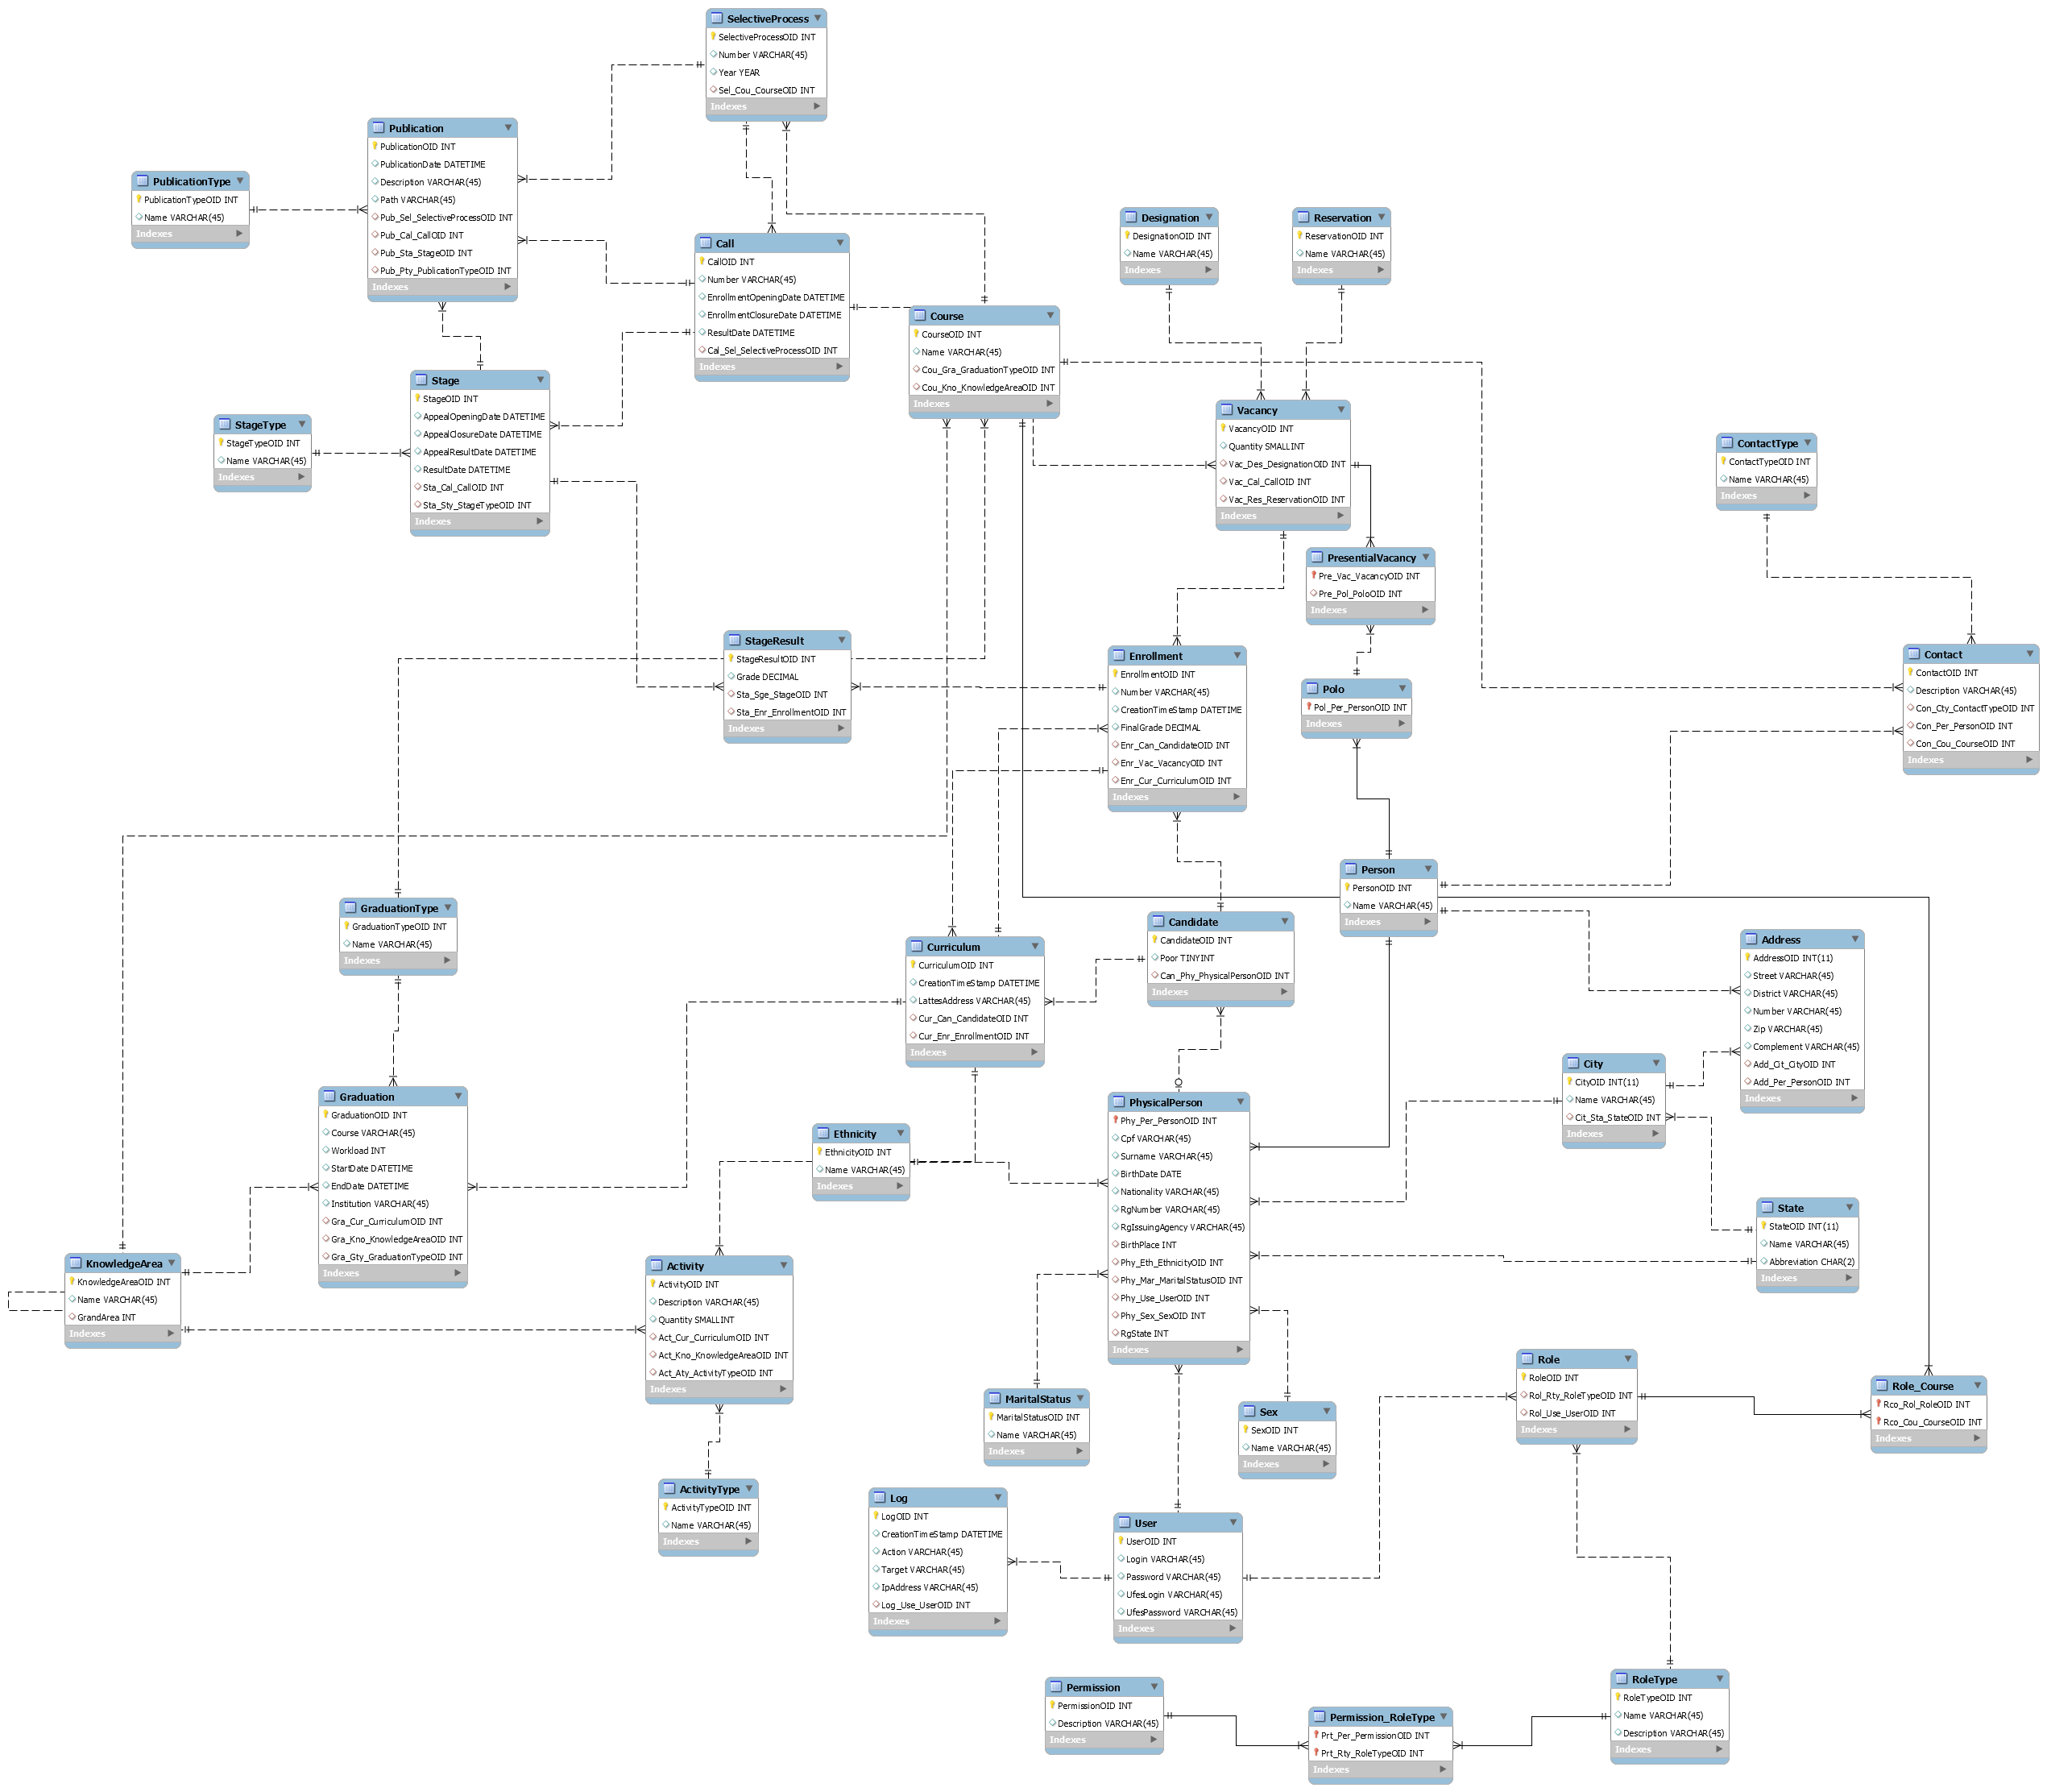 SelectiveProcess
SelectiveProcessOID INT
Number VARCHAR(45)
Year YEAR
Sel_Cou_CourseOID INT
Indexes
Publication
PublicationOID INT
PublicationDate DATETIME
Description VARCHAR(45)
Path VARCHAR(45)
Pub_Sel_SelectiveProcessOID INT
Pub_Cal_CallOID INT
Pub_Sta_StageOID INT
Pub_Pty_PublicationTypeOID INT
Indexes
PublicationType
PublicationTypeOID INT
Name VARCHAR(45)
Indexes
Call
CallOID INT
Number VARCHAR(45)
EnrollmentOpeningDate DATETIME
EnrollmentClosureDate DATETIME
ResultDate DATETIME
Cal_Sel_SelectiveProcessOID INT
Indexes
Designation
DesignationOID INT
Name VARCHAR(45)
Indexes
Reservation
ReservationOID INT
Name VARCHAR(45)
Indexes
Course
CourseOID INT
Name VARCHAR(45)
Cou_Gra_GraduationTypeOID INT
Cou_Kno_KnowledgeAreaOID INT
Indexes
Stage
StageOID INT
AppealOpeningDate DATETIME
AppealClosureDate DATETIME
AppealResultDate DATETIME
ResultDate DATETIME
Sta_Cal_CallOID INT
Sta_Sty_StageTypeOID INT
Indexes
StageType
StageTypeOID INT
Name VARCHAR(45)
Indexes
Vacancy
VacancyOID INT
Quantity SMALLINT
Vac_Des_DesignationOID INT
Vac_Cal_CallOID INT
Vac_Res_ReservationOID INT
Indexes
ContactType
ContactTypeOID INT
Name VARCHAR(45)
Indexes
PresentialVacancy
Pre_Vac_VacancyOID INT
Pre_Pol_PoloOID INT
Indexes
StageResult
StageResultOID INT
Grade DECIMAL
Sta_Sge_StageOID INT
Sta_Enr_EnrollmentOID INT
Indexes
Enrollment
EnrollmentOID INT
Number VARCHAR(45)
CreationTimeStamp DATETIME
FinalGrade DECIMAL
Enr_Can_CandidateOID INT
Enr_Vac_VacancyOID INT
Enr_Cur_CurriculumOID INT
Indexes
Polo
Pol_Per_PersonOID INT
Indexes
Contact
ContactOID INT
Description VARCHAR(45)
Con_Cty_ContactTypeOID INT
Con_Per_PersonOID INT
Con_Cou_CourseOID INT
Indexes
Person
PersonOID INT
Name VARCHAR(45)
Indexes
GraduationType
GraduationTypeOID INT
Name VARCHAR(45)
Indexes
Candidate
CandidateOID INT
Poor TINYINT
Can_Phy_PhysicalPersonOID INT
Indexes
Curriculum
CurriculumOID INT
CreationTimeStamp DATETIME
LattesAddress VARCHAR(45)
Cur_Can_CandidateOID INT
Cur_Enr_EnrollmentOID INT
Indexes
Address
AddressOID INT(11)
Street VARCHAR(45)
District VARCHAR(45)
Number VARCHAR(45)
Zip VARCHAR(45)
Complement VARCHAR(45)
Add_Cit_CityOID INT
Add_Per_PersonOID INT
Indexes
City
CityOID INT(11)
Name VARCHAR(45)
Cit_Sta_StateOID INT
Indexes
Graduation
GraduationOID INT
Course VARCHAR(45)
Workload INT
StartDate DATETIME
EndDate DATETIME
Institution VARCHAR(45)
Gra_Cur_CurriculumOID INT
Gra_Kno_KnowledgeAreaOID INT
Gra_Gty_GraduationTypeOID INT
Indexes
Ethnicity
EthnicityOID INT
Name VARCHAR(45)
Indexes
PhysicalPerson
Phy_Per_PersonOID INT
Cpf VARCHAR(45)
Surname VARCHAR(45)
BirthDate DATE
Nationality VARCHAR(45)
RgNumber VARCHAR(45)
RgIssuingAgency VARCHAR(45)
BirthPlace INT
Phy_Eth_EthnicityOID INT
Phy_Mar_MaritalStatusOID INT
Phy_Use_UserOID INT
Phy_Sex_SexOID INT
RgState INT
Indexes
State
StateOID INT(11)
Name VARCHAR(45)
Abbreviation CHAR(2)
Indexes
KnowledgeArea
KnowledgeAreaOID INT
Name VARCHAR(45)
GrandArea INT
Indexes
Activity
ActivityOID INT
Description VARCHAR(45)
Quantity SMALLINT
Act_Cur_CurriculumOID INT
Act_Kno_KnowledgeAreaOID INT
Act_Aty_ActivityTypeOID INT
Indexes
MaritalStatus
MaritalStatusOID INT
Name VARCHAR(45)
Indexes
Sex
SexOID INT
Name VARCHAR(45)
Indexes
Role
RoleOID INT
Rol_Rty_RoleTypeOID INT
Rol_Use_UserOID INT
Indexes
Role_Course
Rco_Rol_RoleOID INT
Rco_Cou_CourseOID INT
Indexes
ActivityType
ActivityTypeOID INT
Name VARCHAR(45)
Indexes
Log
LogOID INT
CreationTimeStamp DATETIME
Action VARCHAR(45)
Target VARCHAR(45)
IpAddress VARCHAR(45)
Log_Use_UserOID INT
Indexes
User
UserOID INT
Login VARCHAR(45)
Password VARCHAR(45)
UfesLogin VARCHAR(45)
UfesPassword VARCHAR(45)
Indexes
Permission
PermissionOID INT
Description VARCHAR(45)
Indexes
Permission_RoleType
Prt_Per_PermissionOID INT
Prt_Rty_RoleTypeOID INT
Indexes
RoleType
RoleTypeOID INT
Name VARCHAR(45)
Description VARCHAR(45)
Indexes